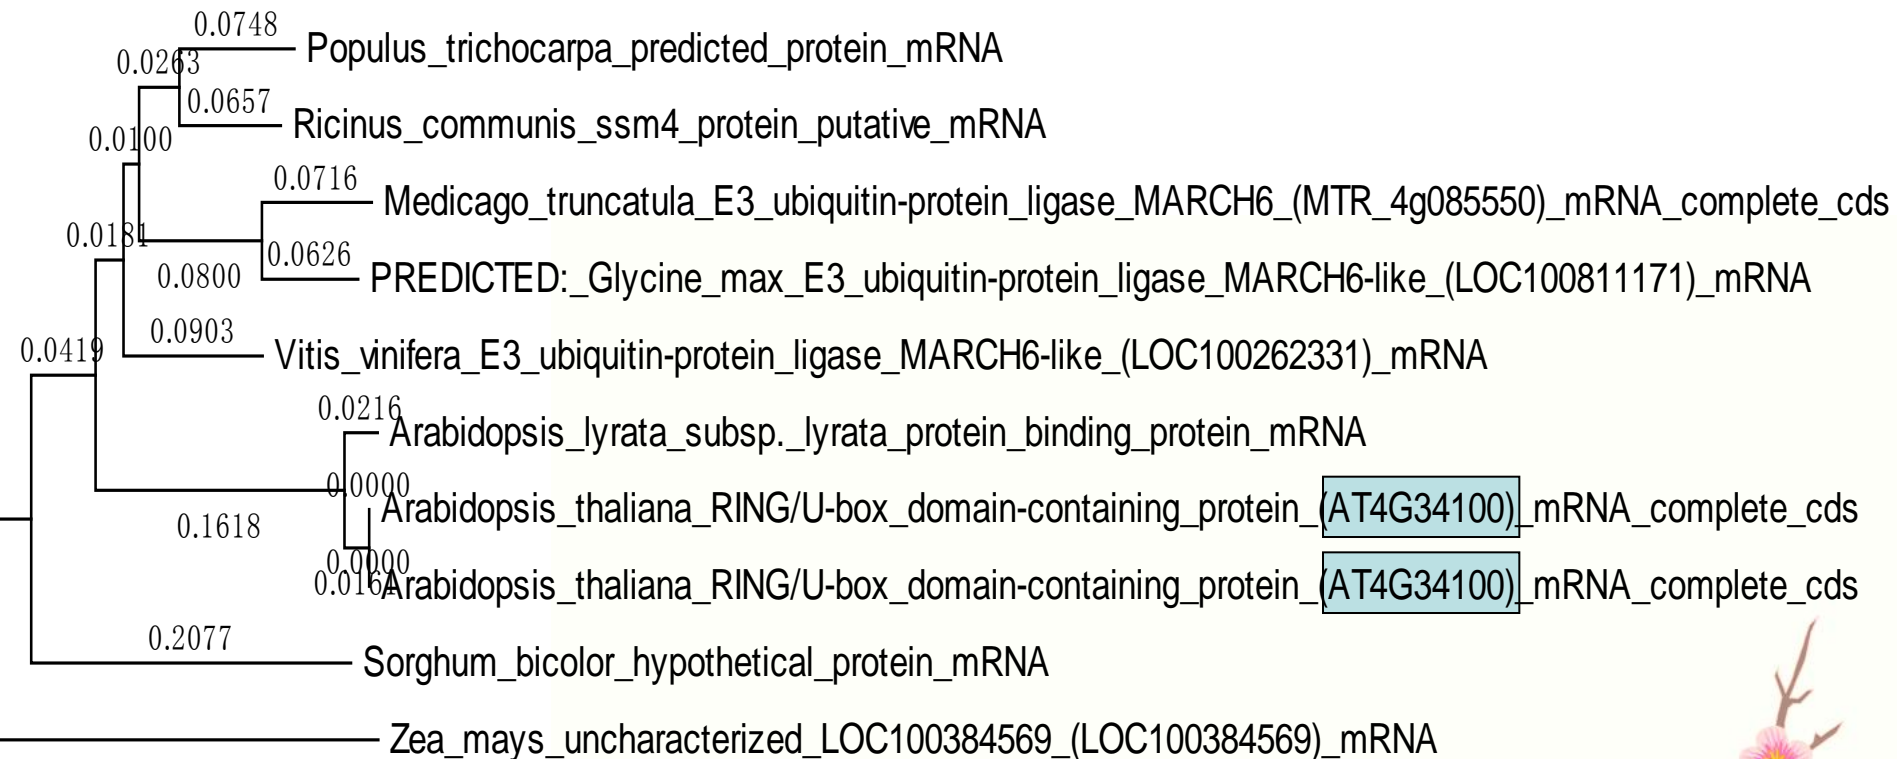 0.0748
Populus_trichocarpa_predicted_protein_mRNA
0.0263
0.0657
Ricinus_communis_ssm4_protein_putative_mRNA
0.0100
0.0716
Medicago_truncatula_E3_ubiquitin-protein_ligase_MARCH6_(MTR_4g085550)_mRNA_complete_cds
0.0181
0.0626
0.0800
PREDICTED:_Glycine_max_E3_ubiquitin-protein_ligase_MARCH6-like_(LOC100811171)_mRNA
0.0903
0.0419
Vitis_vinifera_E3_ubiquitin-protein_ligase_MARCH6-like_(LOC100262331)_mRNA
0.0216
Arabidopsis_lyrata_subsp._lyrata_protein_binding_protein_mRNA
0.0000
Arabidopsis_thaliana_RING/U-box_domain-containing_protein_(AT4G34100)_mRNA_complete_cds
0.1618
0.0000
0.0161
Arabidopsis_thaliana_RING/U-box_domain-containing_protein_(AT4G34100)_mRNA_complete_cds
0.2077
Sorghum_bicolor_hypothetical_protein_mRNA
Zea_mays_uncharacterized_LOC100384569_(LOC100384569)_mRNA